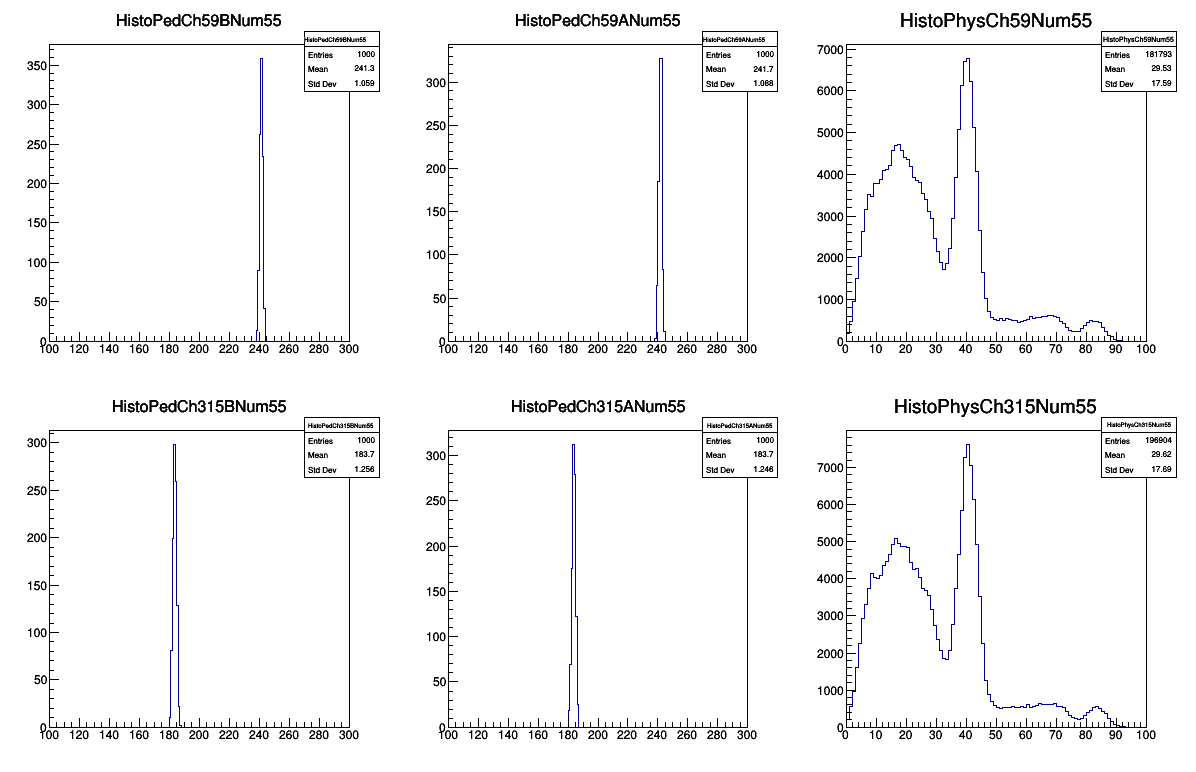 HistoPedCh59BNum55
HistoPedCh59BNum55
Entries 1000
Mean 241.3
Std Dev 1.059
350
300
250
200
150
100
50
0
100 120 140 160 180 200 220 240 260 280 300
HistoPedCh59ANum55
HistoPedCh59ANum55
Entries 1000
Mean 241.7
Std Dev 1.088
300
250
200
150
100
50
0
100 120 140 160 180 200 220 240 260 280 300
HistoPhysCh59Num55
HistoPhysCh59Num55
Entries 181793
Mean 29.53
Std Dev 17.59
7000
6000
5000
4000
3000
2000
1000
0
0 10 20 30 40 50 60 70 80 90 100
HistoPedCh315BNum55
HistoPedCh315BNum55
Entries 1000
Mean 183.7
Std Dev 1.256
300
250
200
150
100
50
0
100 120 140 160 180 200 220 240 260 280 300
HistoPedCh315ANum55
HistoPedCh315ANum55
Entries 1000
Mean 183.7
Std Dev 1.246
300
250
200
150
100
50
0
100 120 140 160 180 200 220 240 260 280 300
HistoPhysCh315Num55
HistoPhysCh315Num55
Entries 196904
Mean 29.62
Std Dev 17.69
7000
6000
5000
4000
3000
2000
1000
0
0 10 20 30 40 50 60 70 80 90 100